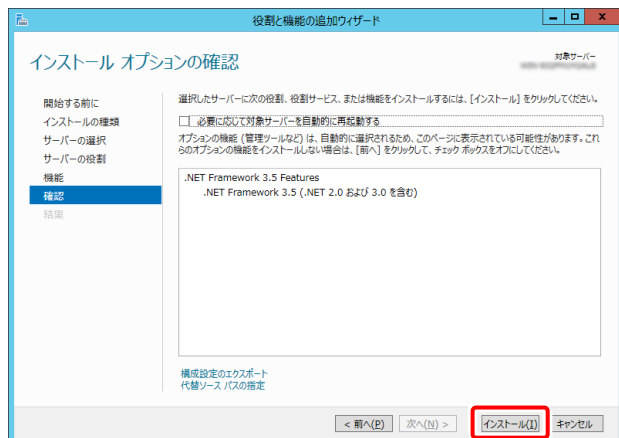 役割と機能の追加ウィザード
インストール オプションの確認
対象サーバー
開始する前に
インストールの種類
サーバーの選択
サーバーの役割
機能
確認
結果
選択したサーバーに次の役割、役割サービス、または機能をインストールするには、[インストール] をクリックしてください。
必要に応じて対象サーバーを自動的に再起動する
オプションの機能 (管理ツールなど) は、自動的に選択されるため、このページに表示されている可能性があります。これ
らのオプションの機能をインストールしない場合は、[前へ] をクリックして、チェック ボックスをオフにしてください。
.NET Framework 3.5 Features
.NET Framework 3.5 (.NET 2.0 および 3.0 を含む)
構成設定のエクスポート
代替ソース パスの指定
< 前へ(P) 次へ(N) > インストール(I) キャンセル